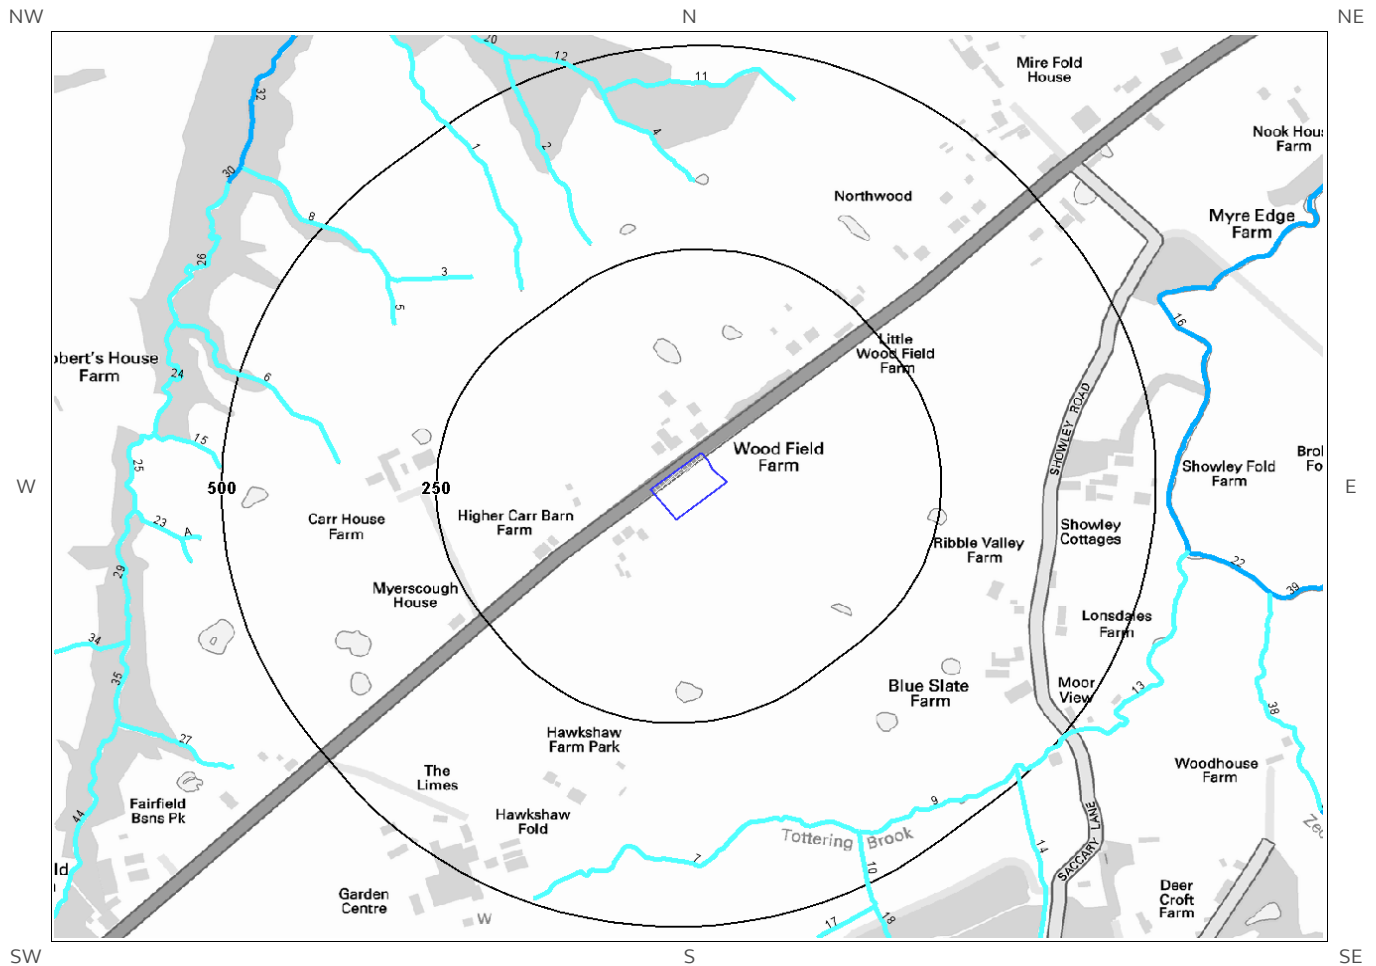 NW
N
NE
20
12
11
Mire Fold
House
32
4
1
2
Nook Hou
Farm
30
8
Northwood
Myre Edge
Farm
26
3
5
16
obert's House
Farm
24
6
Little
Wood Field
Farm
SHOWLEY ROAD
15
25
Wood Field
Farm
Showley Fold
Farm
Bro
Fo
W
500
250
E
23
A
Carr House
Farm
Higher Carr Barn
Farm
Showley
Cottages
Ribble Valley
Farm
29
22
39
Myerscough
House
34
Lonsdales
Farm
35
Blue Slate
Farm
Moor
View
13
38
27
Hawkshaw
Farm Park
The
Limes
Woodhouse
Farm
Fairfield
Bsns Pk
44
Hawkshaw
Fold
9
Tottering Brook
7
10
14
SACCARY LANE
Zec
ld
Garden
Centre
W
17
18
Deer
Croft
Farm
SW
S
SE